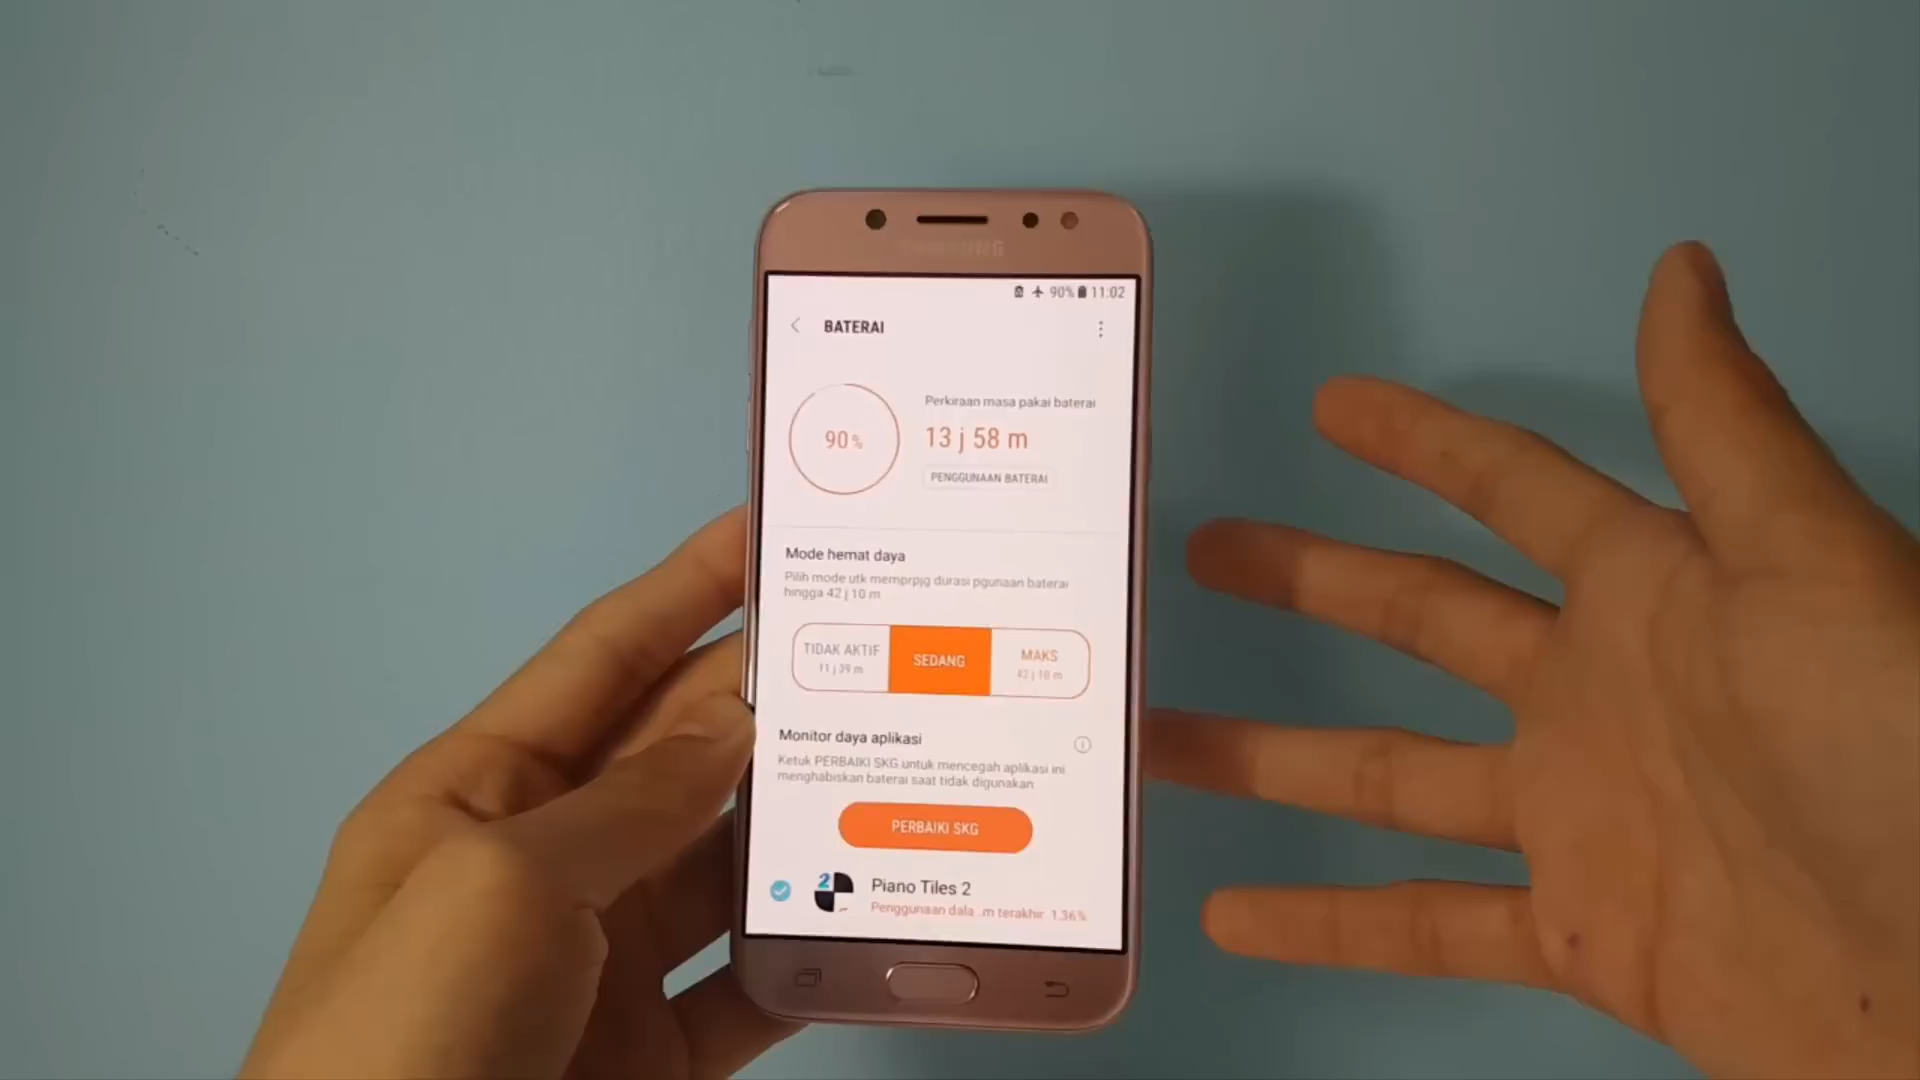 SAMSUNG
90% 11:02
BATERAI
90%
Perkiraan masa pakai baterai
13 j 58 m
PENGGUNAAN BATERAI
Mode hemat daya
Pilih mode utk memprpjg durasi pgunaan baterai
hingga 42 j 10 m
TIDAK AKTIF
11 j 39 m
SEDANG
MAKS
42 j 10 m
Monitor daya aplikasi
Ketuk PERBAIKI SKG untuk mencegah aplikasi ini
menghabiskan baterai saat tidak digunakan
PERBAIKI SKG
2
Piano Tiles 2
Penggunaan dala...m terakhir 1.36%